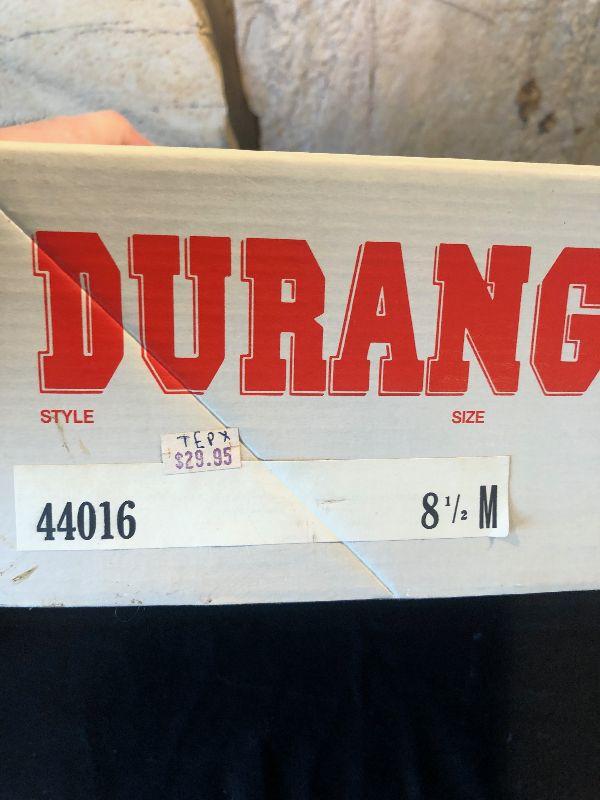 DURANG
STYLE
SIZE
TEPX
$29.95
44016
8 1/2 M